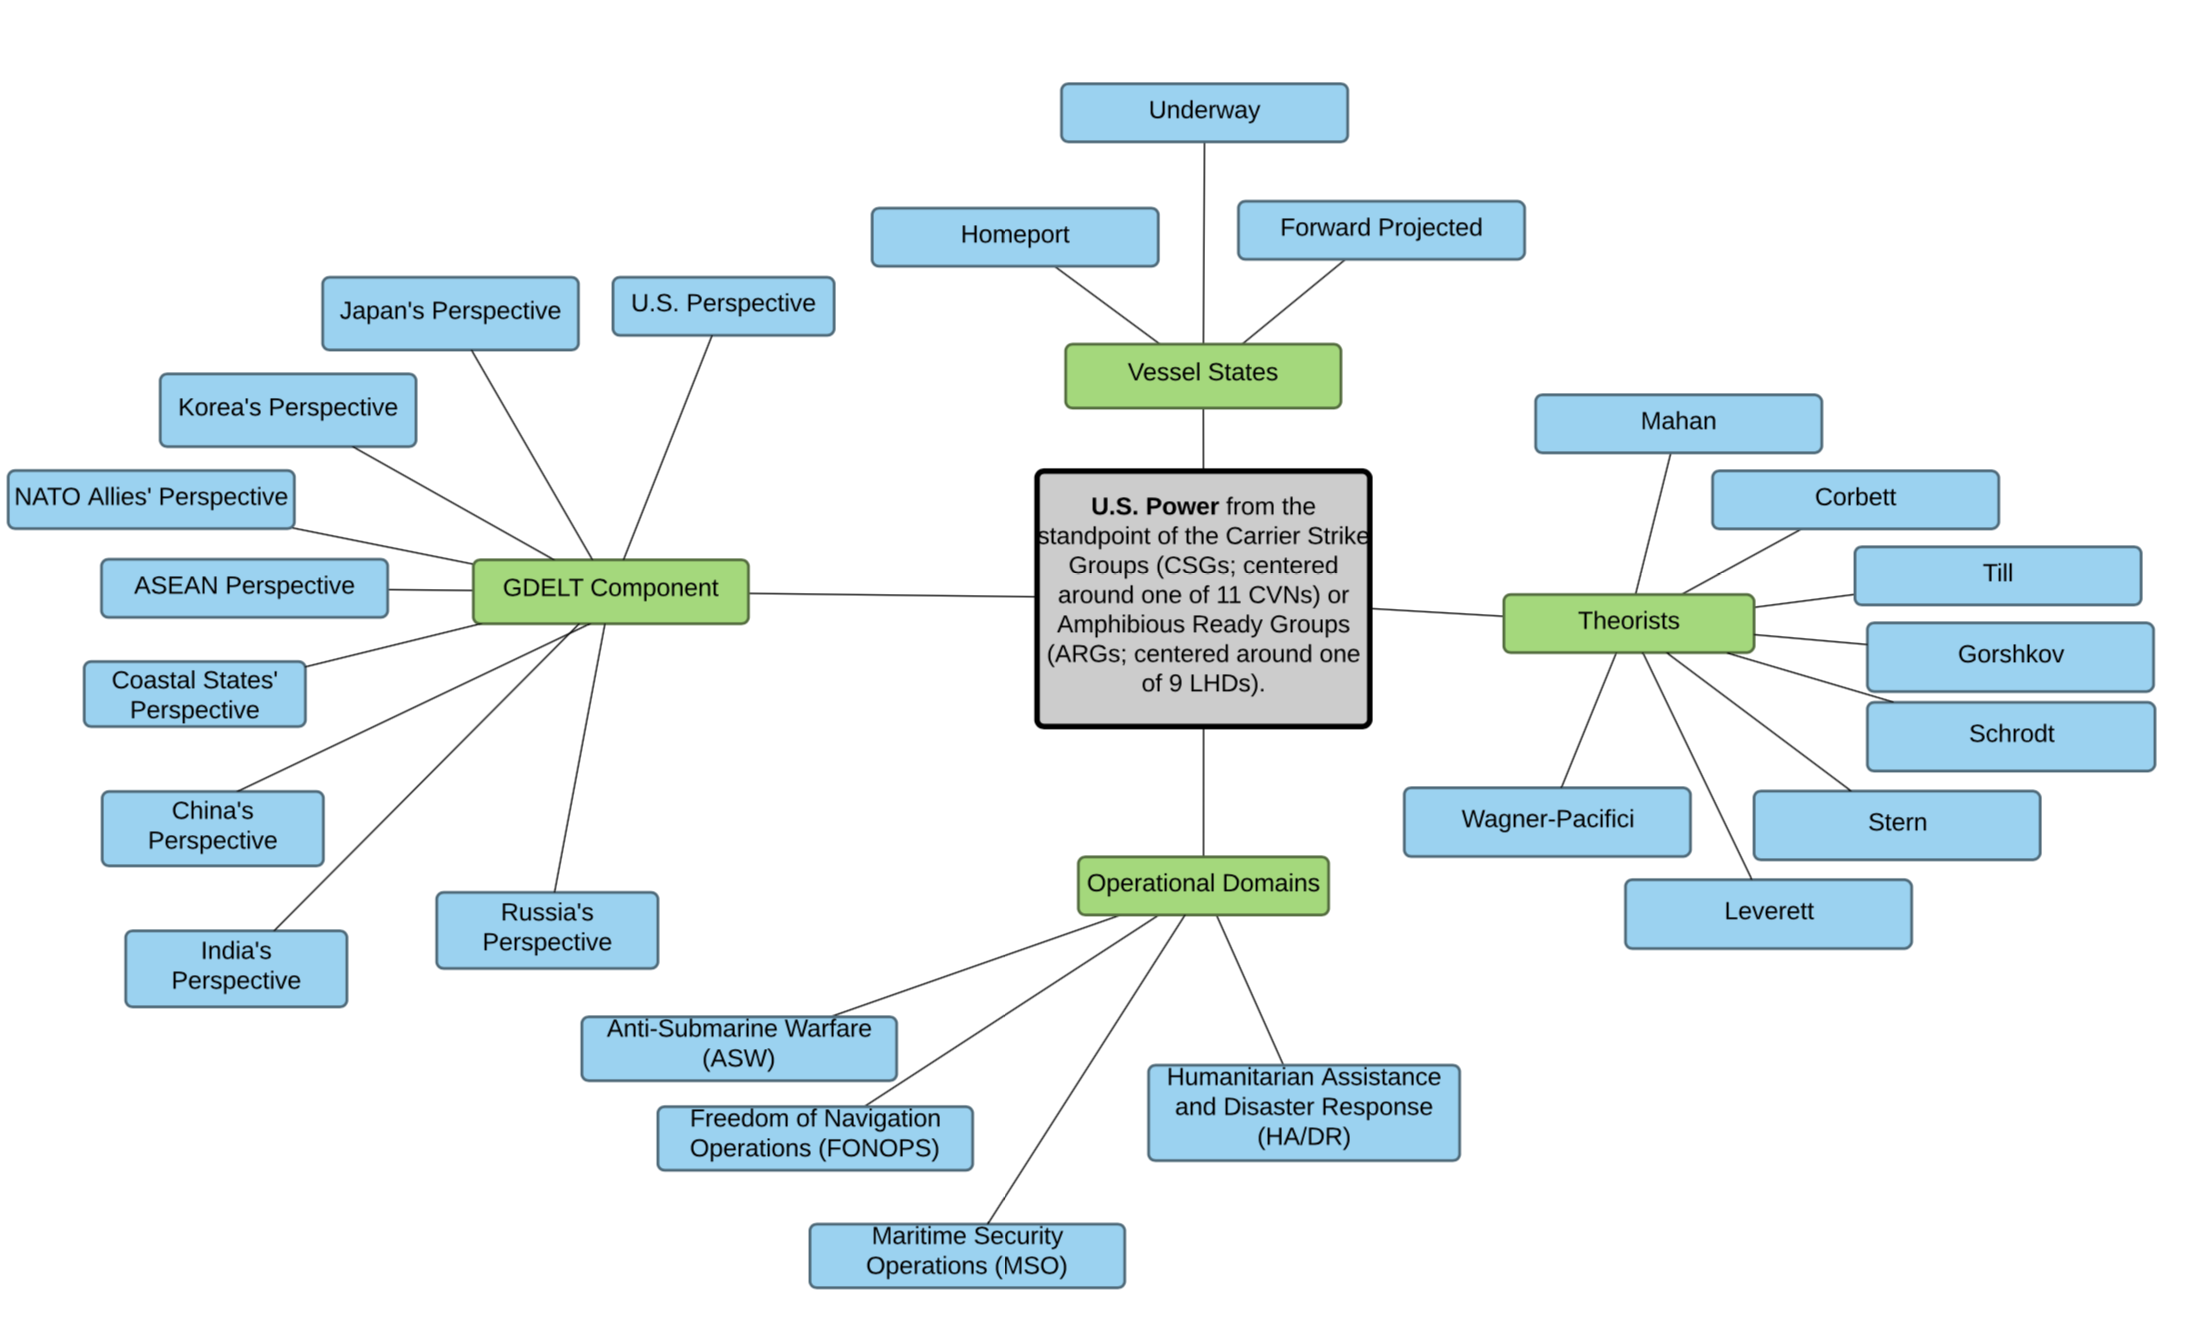 Underway
Homeport
Forward Projected
Vessel States
Japan's Perspective
U.S. Perspective
Korea's Perspective
NATO Allies' Perspective
ASEAN Perspective
GDELT Component
Coastal States'
Perspective
China's
Perspective
India's
Perspective
Russia's
Perspective
U.S. Power from the
standpoint of the Carrier Strike
Groups (CSGs; centered
around one of 11 CVNs) or
Amphibious Ready Groups
(ARGs; centered around one
of 9 LHDs).
Mahan
Corbett
Till
Theorists
Gorshkov
Schrodt
Wagner-Pacifici
Stern
Leverett
Operational Domains
Anti-Submarine Warfare
(ASW)
Freedom of Navigation
Operations (FONOPS)
Humanitarian Assistance
and Disaster Response
(HA/DR)
Maritime Security
Operations (MSO)